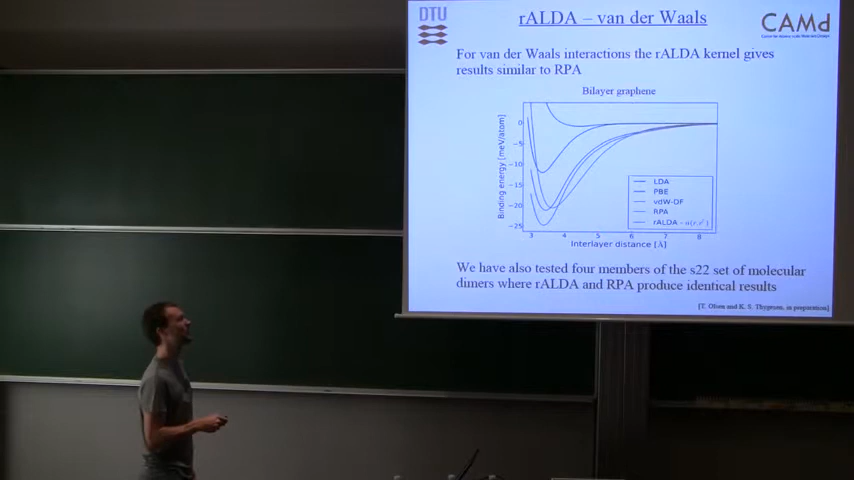 DTU
rALDA – van der Waals
CAMd
For van der Waals interactions the rALDA kernel gives
results similar to RPA
Bilayer graphene
Binding energy [meV/atom]
0
−5
−10
−15
−20
−25
3 4 5 6 7 8
Interlayer distance [Å]
LDA
PBE
vdW-DF
RPA
rALDA -
We have also tested four members of the s22 set of molecular
dimers where rALDA and RPA produce identical results
[T. Olsen and K. S. Thygesen, in preparation]